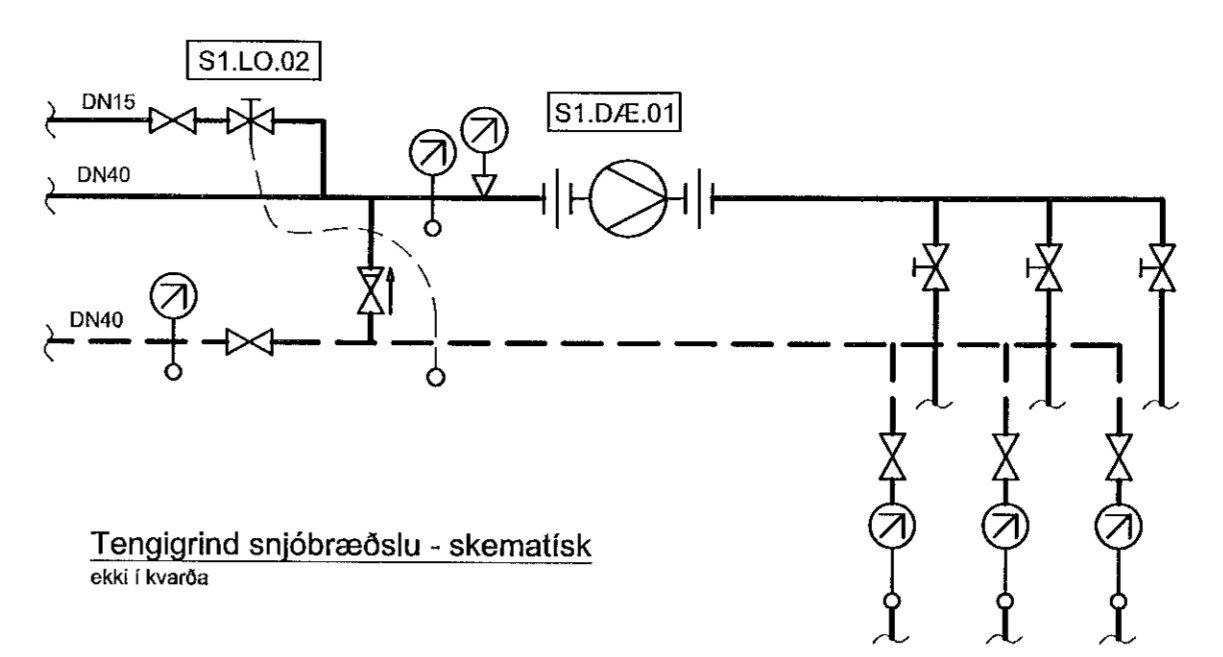 S1.LO.02
DN15
S1.DÆ.01
DN40
DN40
Tengigrind snjóbræðslu - skematísk
ekki í kvarða